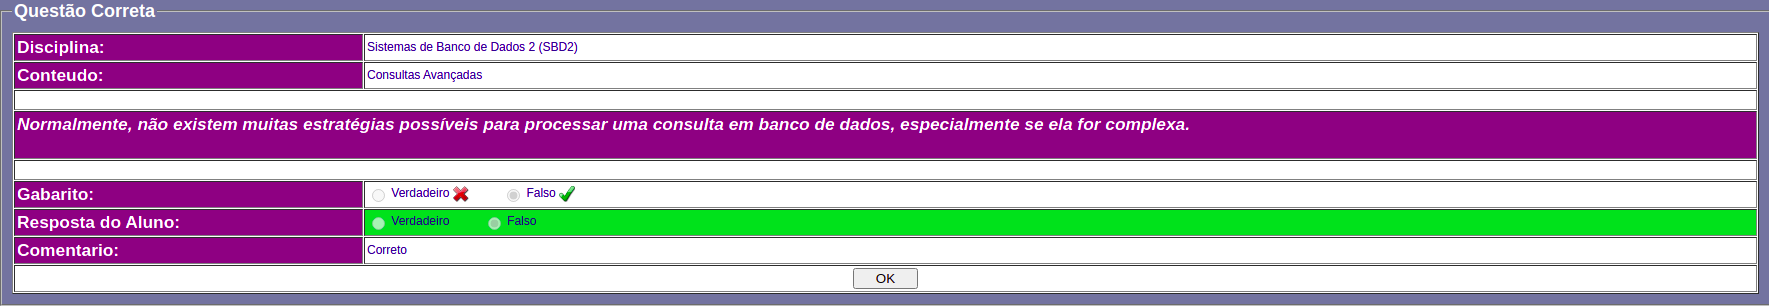 Questão Correta
Disciplina: Sistemas de Banco de Dados 2 (SBD2)
Conteudo: Consultas Avançadas
Normalmente, não existem muitas estratégias possíveis para processar uma consulta em banco de dados, especialmente se ela for complexa.
Gabarito: Verdadeiro Falso
Resposta do Aluno: Verdadeiro Falso
Comentario: Correto
OK